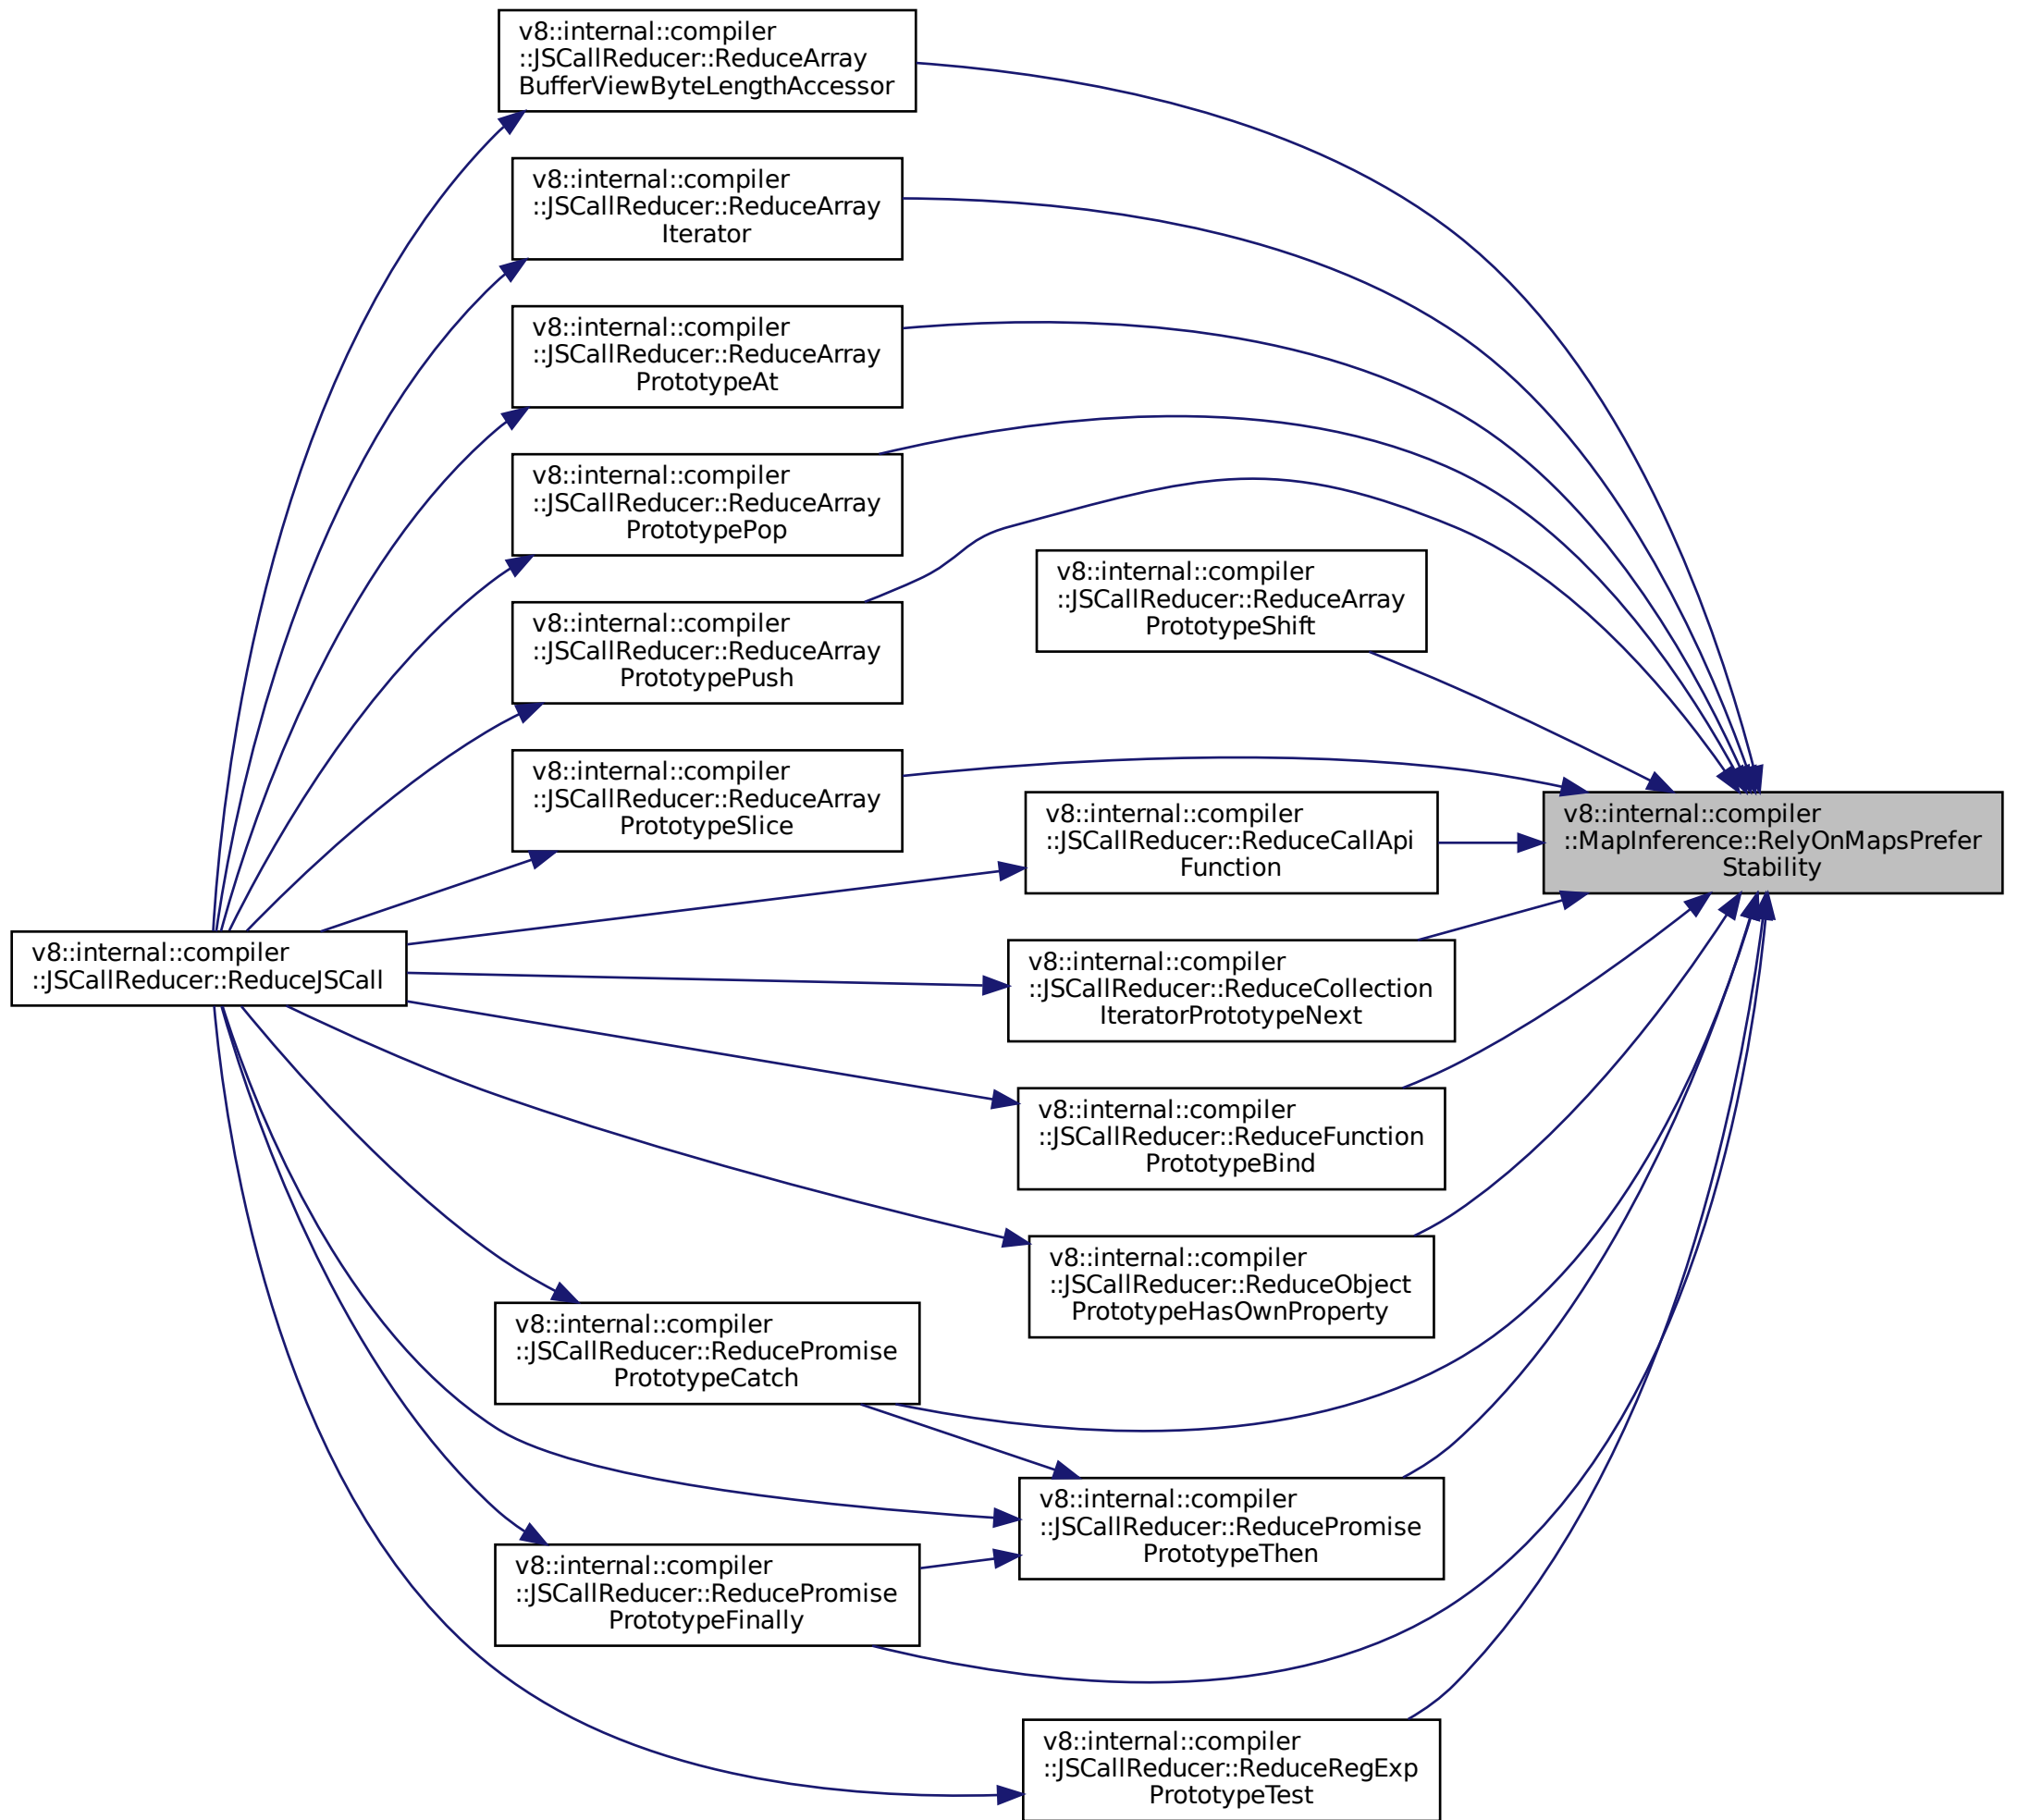 v8::internal::compiler
::JSCallReducer::ReduceArray
BufferViewByteLengthAccessor
v8::internal::compiler
::JSCallReducer::ReduceArray
Iterator
v8::internal::compiler
::JSCallReducer::ReduceArray
PrototypeAt
v8::internal::compiler
::JSCallReducer::ReduceArray
PrototypePop
v8::internal::compiler
::JSCallReducer::ReduceArray
PrototypeShift
v8::internal::compiler
::JSCallReducer::ReduceArray
PrototypePush
v8::internal::compiler
::JSCallReducer::ReduceArray
PrototypeSlice
v8::internal::compiler
::JSCallReducer::ReduceCallApi
Function
v8::internal::compiler
::MapInference::RelyOnMapsPrefer
Stability
v8::internal::compiler
::JSCallReducer::ReduceJSCall
v8::internal::compiler
::JSCallReducer::ReduceCollection
IteratorPrototypeNext
v8::internal::compiler
::JSCallReducer::ReduceFunction
PrototypeBind
v8::internal::compiler
::JSCallReducer::ReduceObject
PrototypeHasOwnProperty
v8::internal::compiler
::JSCallReducer::ReducePromise
PrototypeCatch
v8::internal::compiler
::JSCallReducer::ReducePromise
PrototypeThen
v8::internal::compiler
::JSCallReducer::ReducePromise
PrototypeFinally
v8::internal::compiler
::JSCallReducer::ReduceRegExp
PrototypeTest